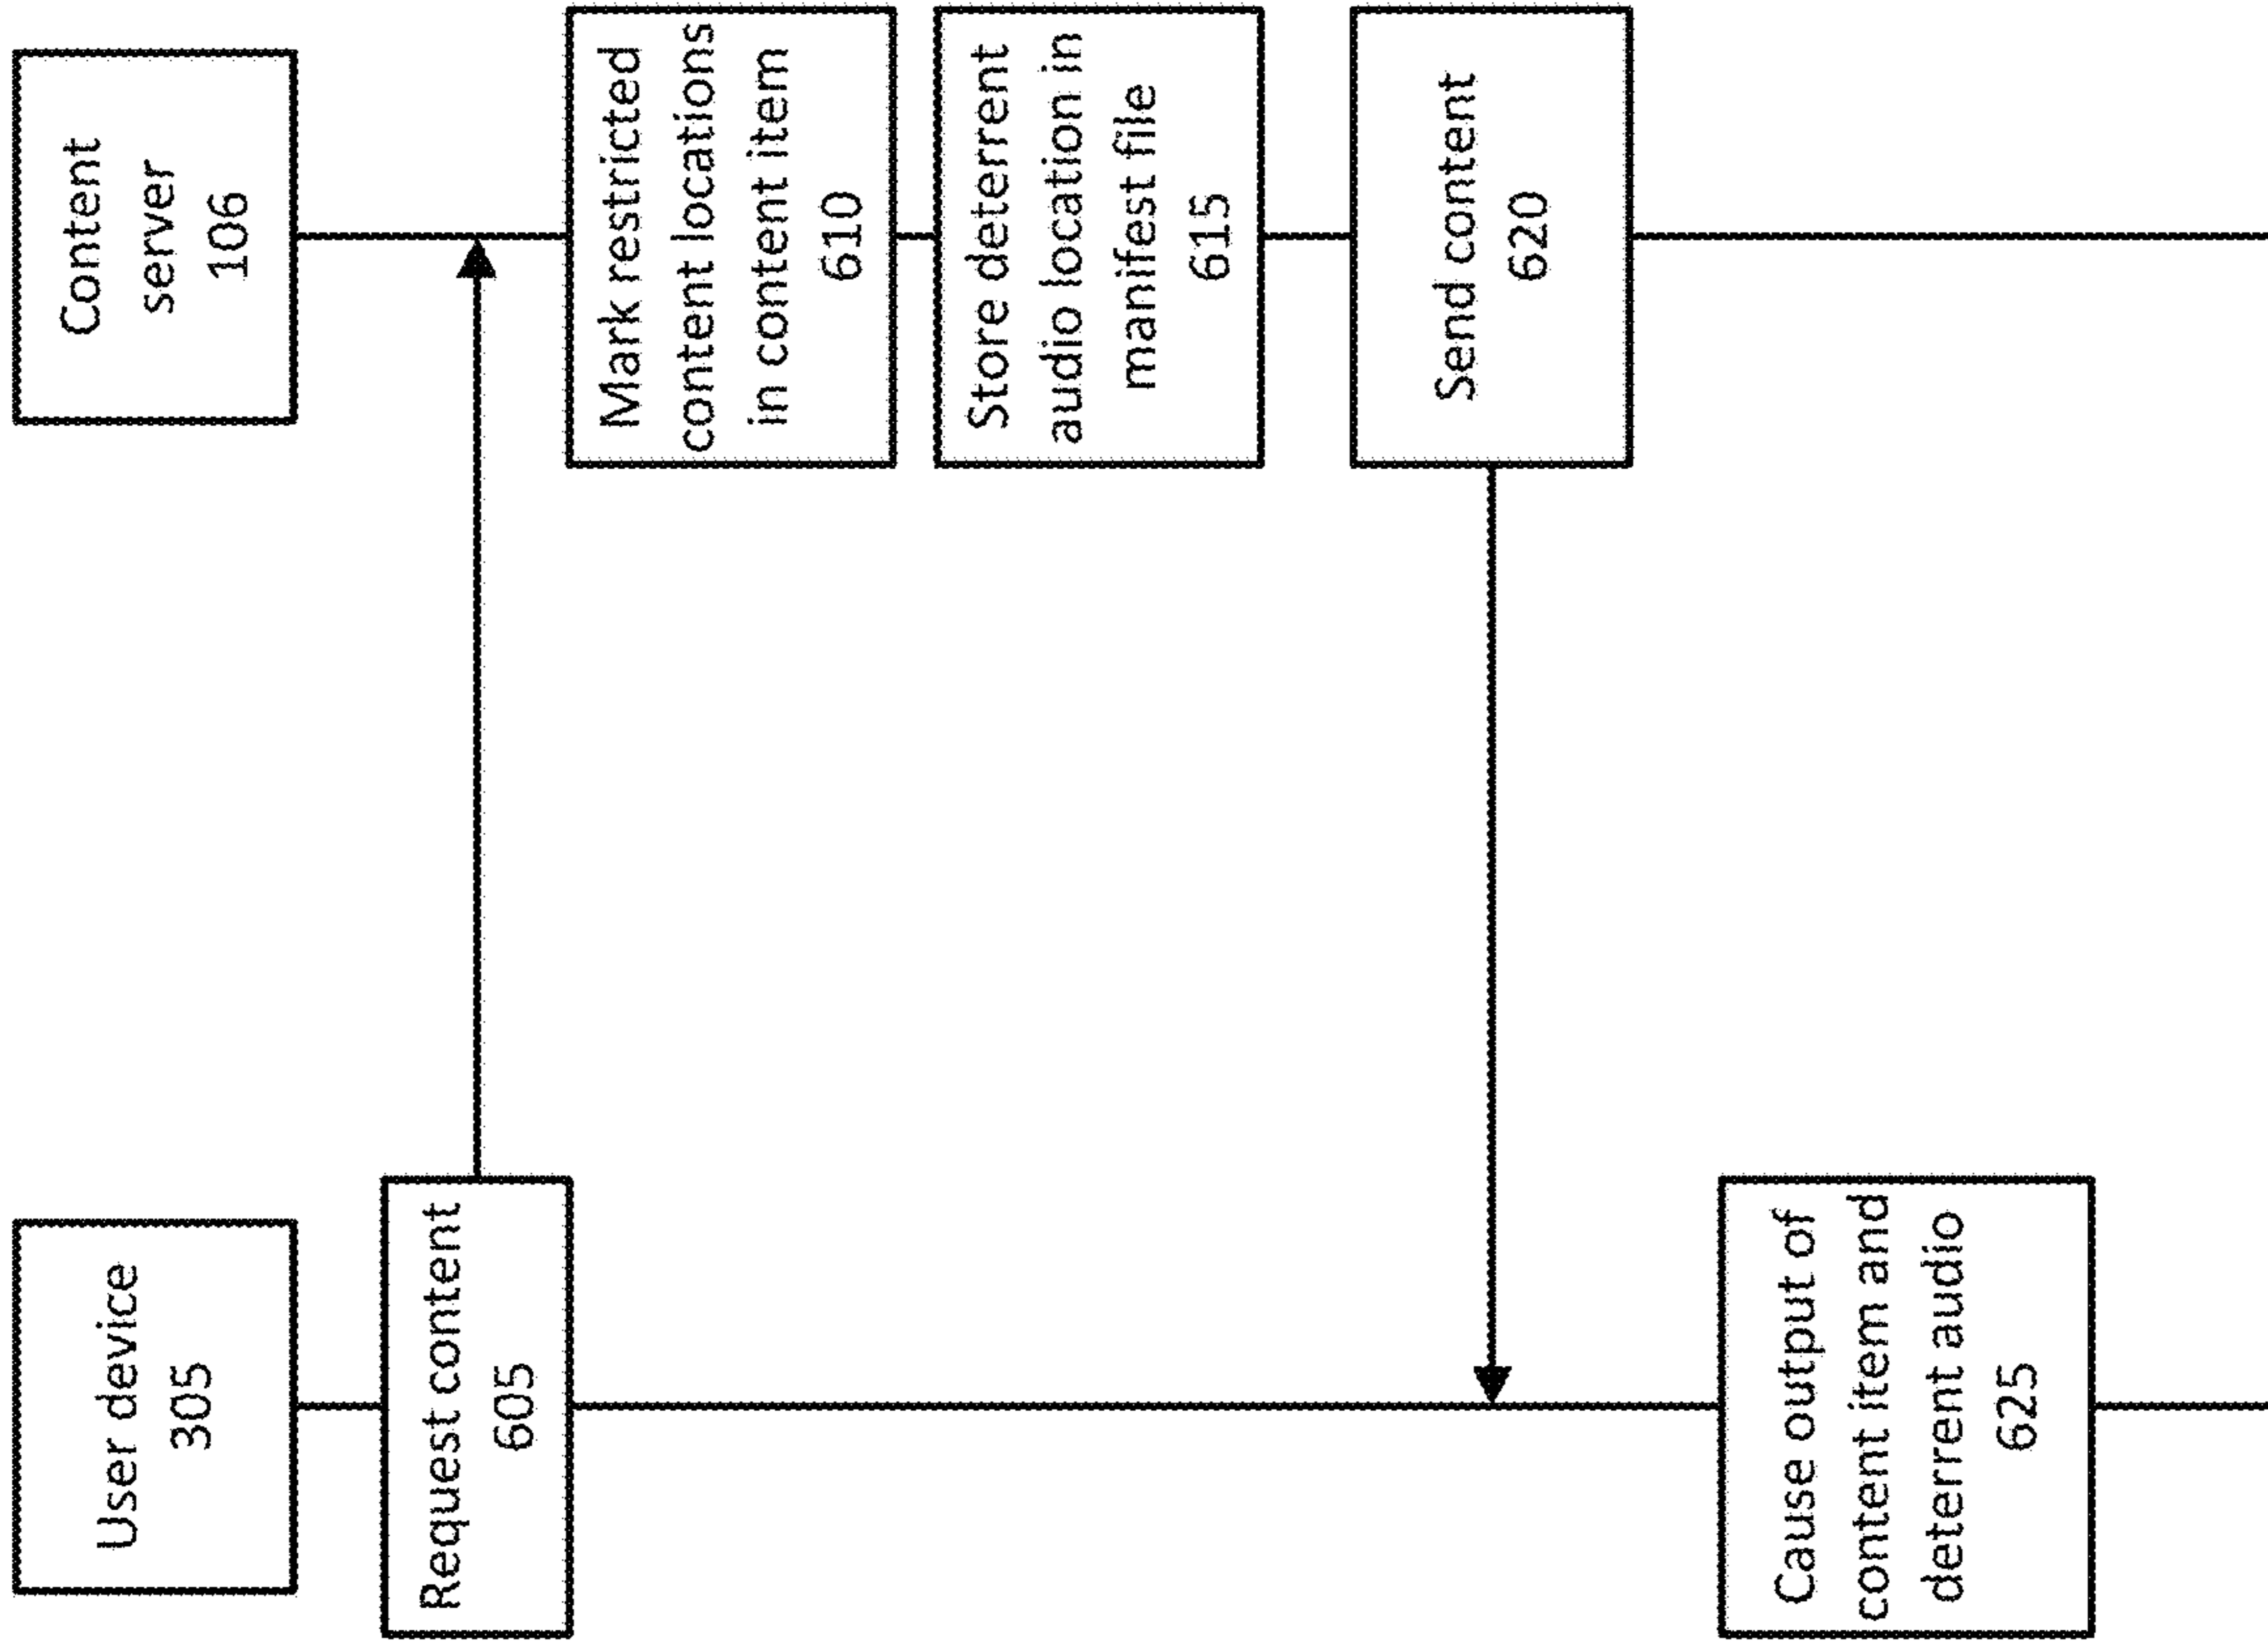 User device
305
Content
server
106
Request content
605
Mark restricted
content locations
in content item
610
Store deterrent
audio location in
manifest file
615
Send content
620
Cause output of
content item and
deterrent audio
625